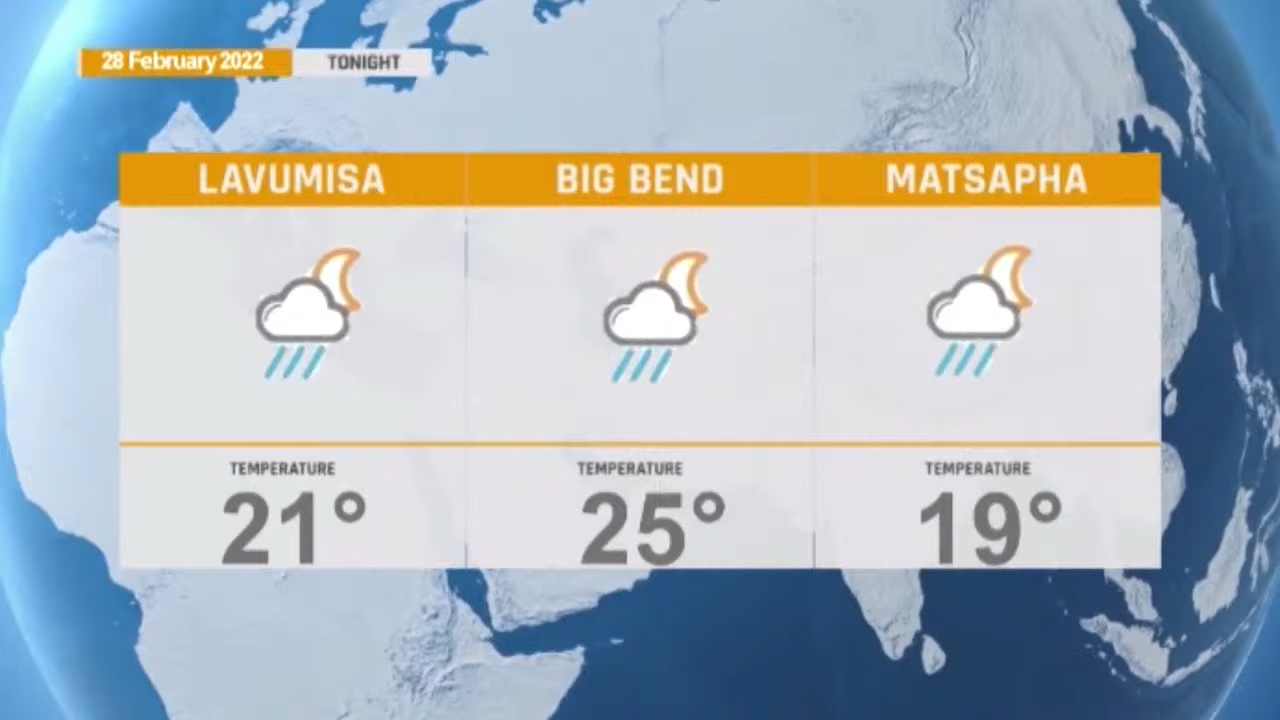 28 February 2022 TONIGHT
LAVUMISA BIG BEND MATSAPHA
TEMPERATURE TEMPERATURE TEMPERATURE
21° 25° 19°